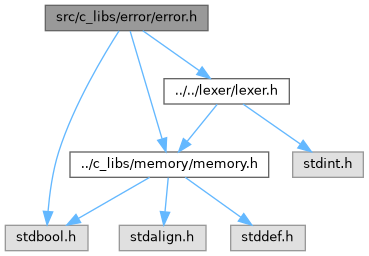 src/c_libs/error/error.h
../../lexer/lexer.h
../c_libs/memory/memory.h
stdint.h
stdbool.h
stdalign.h
stddef.h